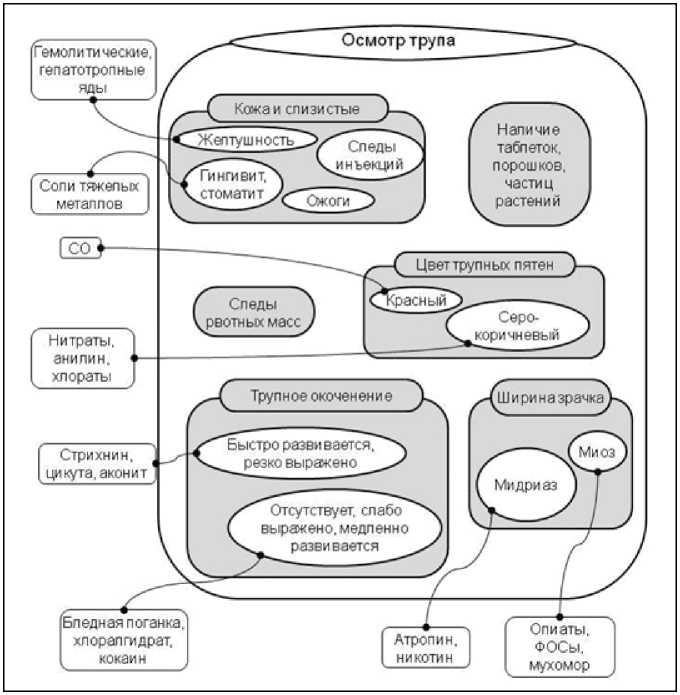 Осмотр трупа
Гемолитические,
гепатотропные
яды
Кожа и слизистые
Желтушность
Следы
инъекций
Гингивит,
стоматит
Ожоги
Наличие
таблеток,
порошков,
частиц
растений
Соли тяжелых
металлов
CO
Цвет трупных пятен
Красный
Серо-
коричневый
Следы
рвотных масс
Нитраты,
анилин,
хлораты
Трупное окоченение
Быстро развивается,
резко выражено
Отсутствует, слабо
выражено, медленно
развивается
Ширина зрачка
Миоз
Мидриаз
Стрихнин,
цикута, аконит
Бледная поганка,
хлоралгидрат,
кокаин
Атропин,
никотин
Опиаты,
ФОСы,
мухомор